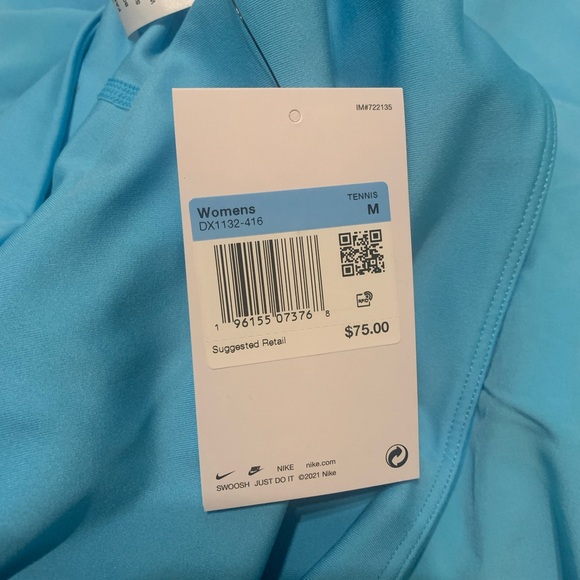 IM#722135
TENNIS
Womens M
DX1132-416
1 96155 07376 8
$75.00
Suggested Retail
NIKE nike.com
SWOOSH JUST DO IT ©2021 Nike